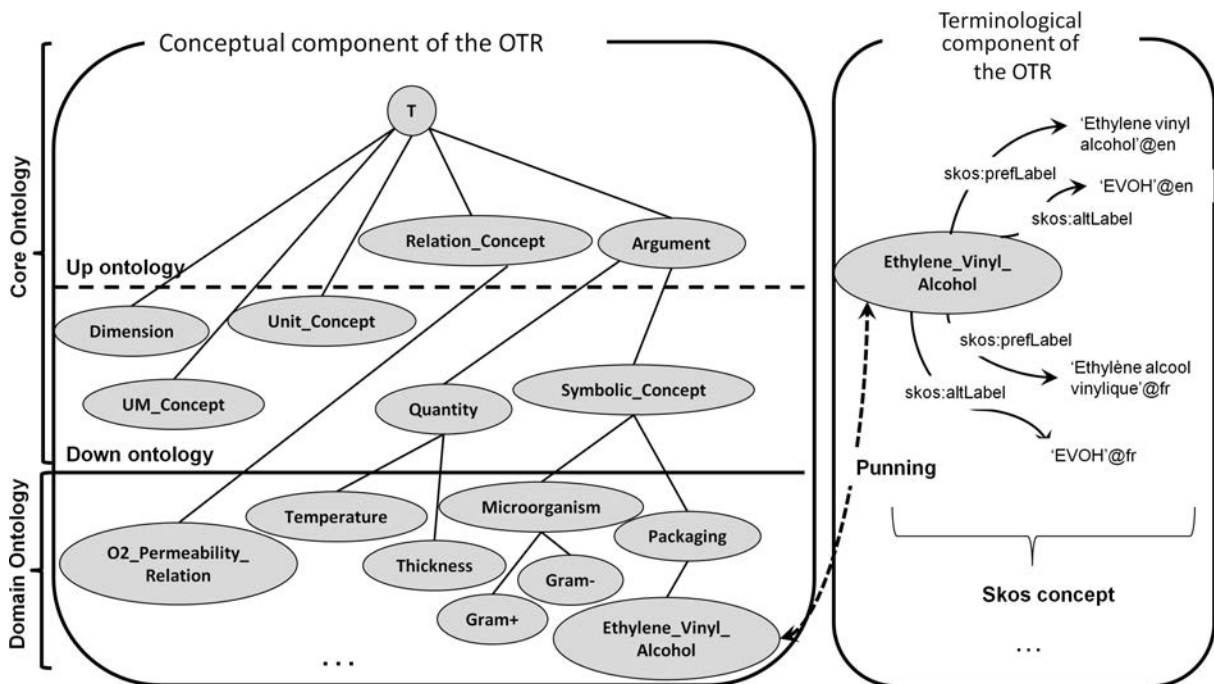 Conceptual component of the OTR
Terminological
component of
the OTR
Core Ontology
Domain Ontology
T
Relation_Concept
Argument
Up ontology
Dimension
Unit_Concept
UM_Concept
Quantity
Symbolic_Concept
Down ontology
Temperature
Microorganism
O2_Permeability_
Relation
Thickness
Packaging
Gram-
Gram+
Ethylene_Vinyl_
Alcohol
...
'Ethylene vinyl
alcohol'@en
skos:prefLabel
'EVOH'@en
skos:altLabel
Ethylene_Vinyl_
Alcohol
skos:prefLabel
'Ethylène alcool
vinylique'@fr
skos:altLabel
'EVOH'@fr
Punning
Skos concept
...